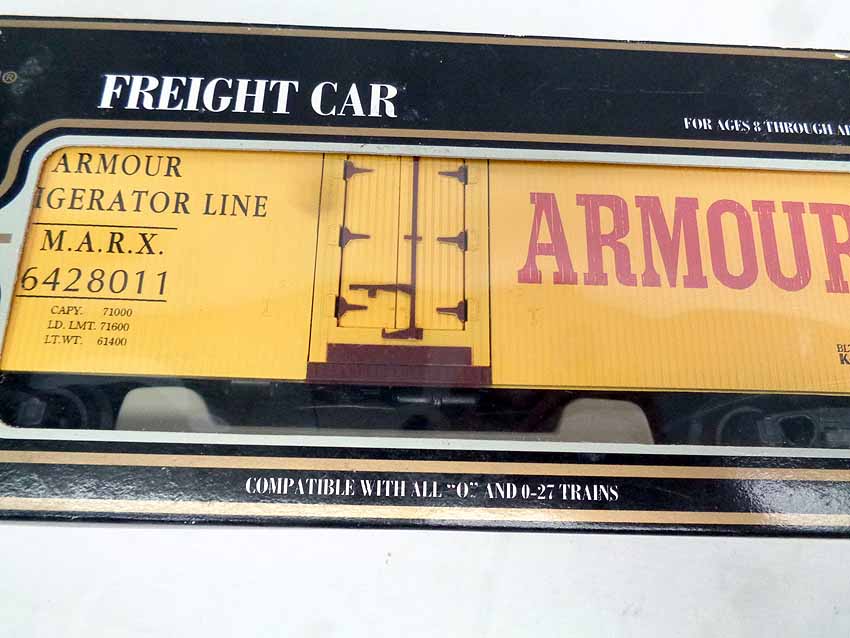 ®
FREIGHT CAR
FOR AGES 8 THROUGH
ARMOUR
IGERATOR LINE
M.A.R.X.
6428011
CAPY. 71000
LD. LMT. 71600
LT. WT. 61400
ARMOUR
COMPATIBLE WITH ALL "O" AND 0-27 TRAINS